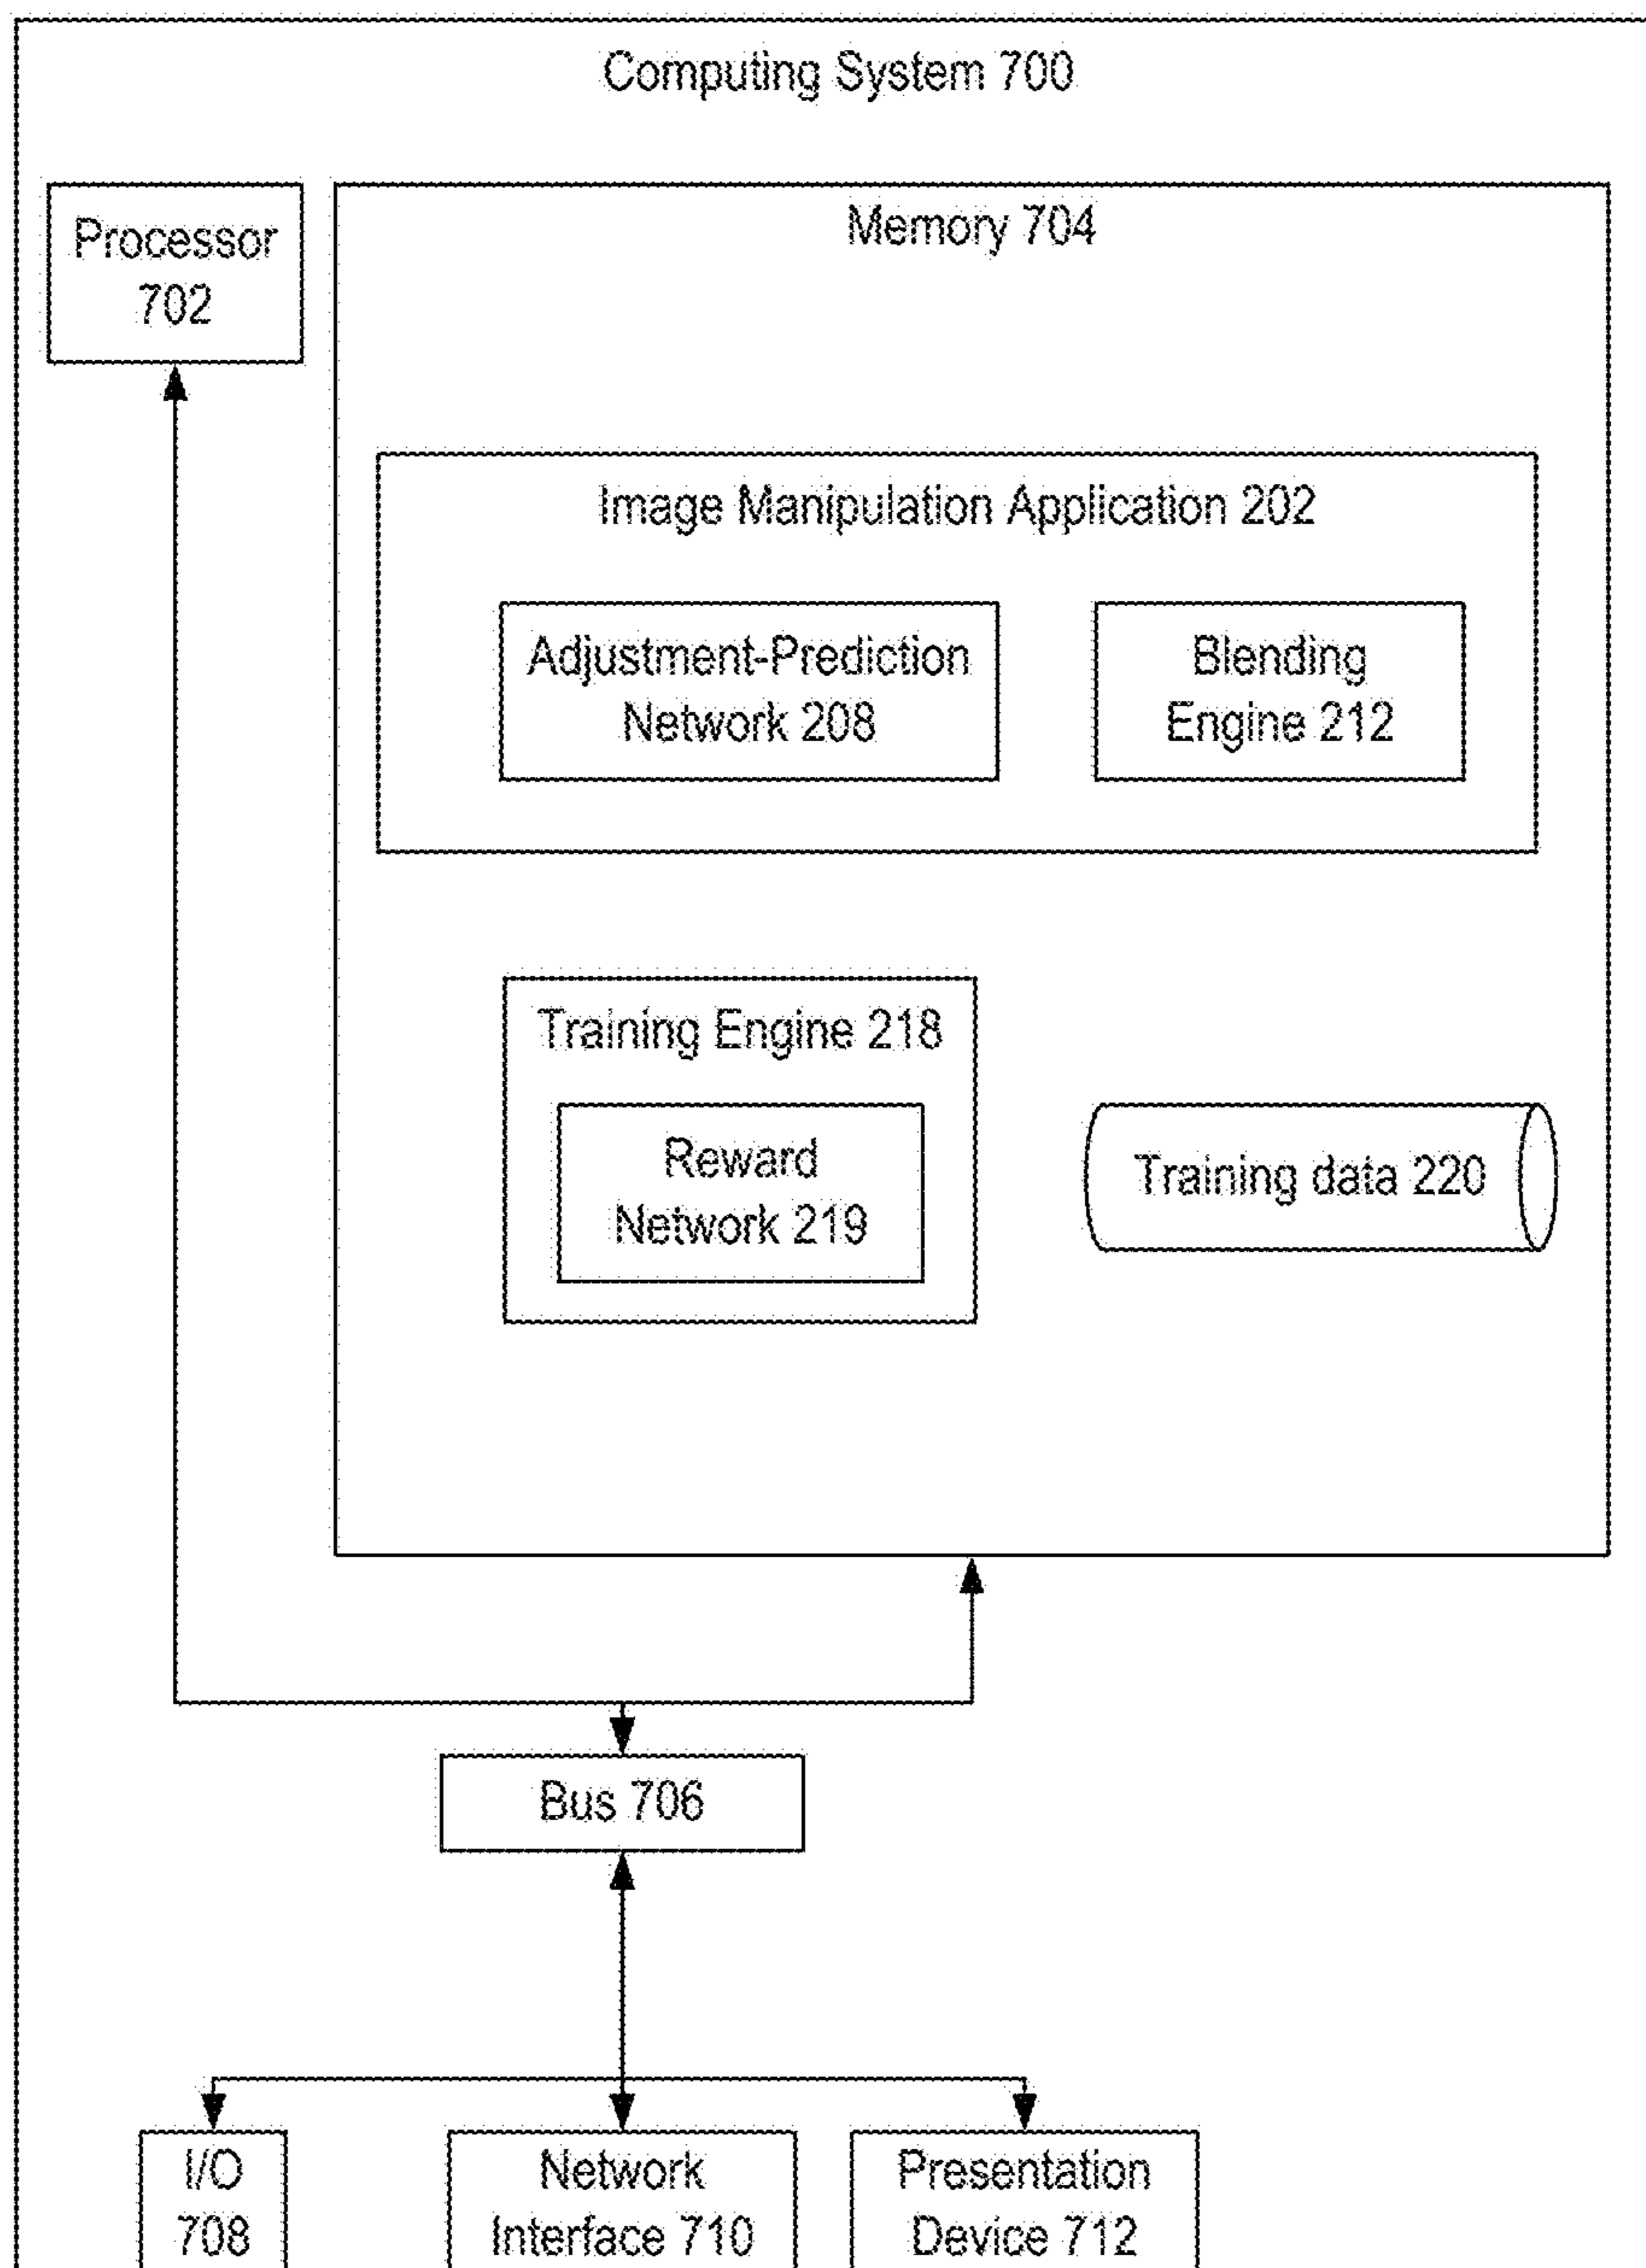 Computing System 700
Processor
702
Memory 704
Image Manipulation Application 202
Adjustment-Prediction
Network 208
Blending
Engine 212
Training Engine 218
Reward
Network 219
Training data 220
Bus 706
I/O
708
Network
Interface 710
Presentation
Device 712